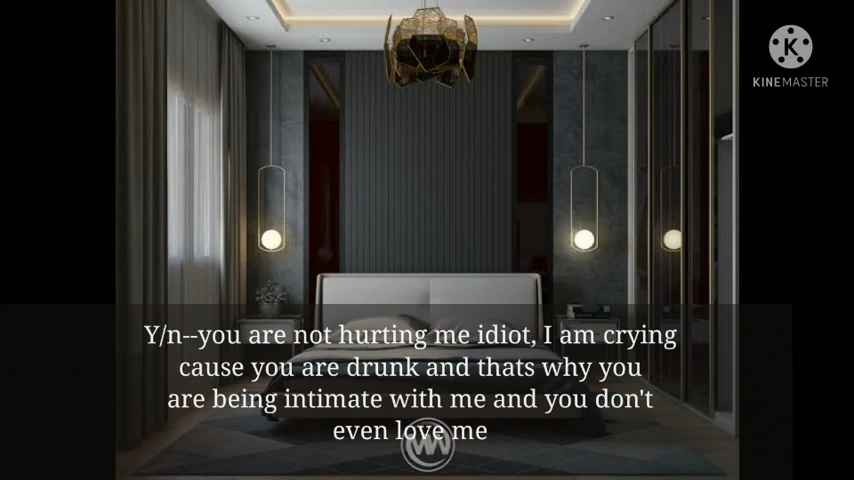 K
KINEMASTER
Y/n--you are not hurting me idiot, I am crying
cause you are drunk and thats why you
are being intimate with me and you don't
even love me